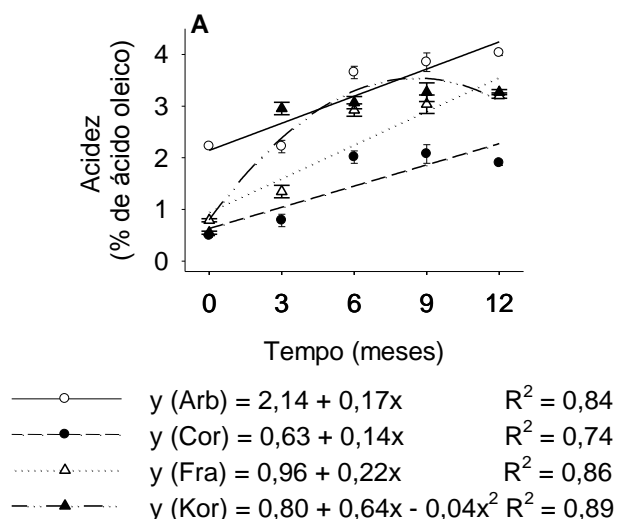 A
4
3
2
1
0
Acidez
(% de ácido oleico)
0 3 6 9 12
Tempo (meses)
y (Arb) = 2,14 + 0,17x R² = 0,84
y (Cor) = 0,63 + 0,14x R² = 0,74
y (Fra) = 0,96 + 0,22x R² = 0,86
y (Kor) = 0,80 + 0,64x - 0,04x² R² = 0,89